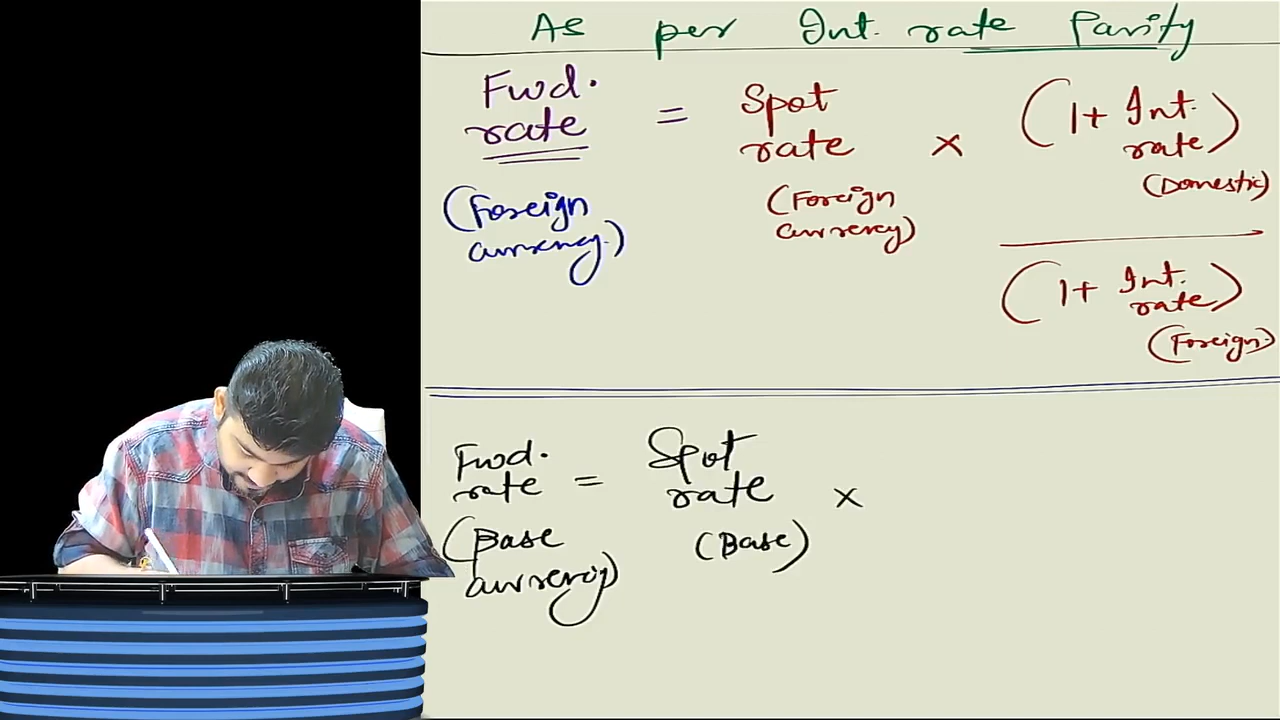 As per Int. rate Parity
Fwd. rate = Spot rate × (1+ Int. rate)
(Foreign currency) (Foreign currency) (Domestic)
(1+ Int. rate)
(Foreign)
Fwd. rate = Spot rate ×
(Base currency) (Base)